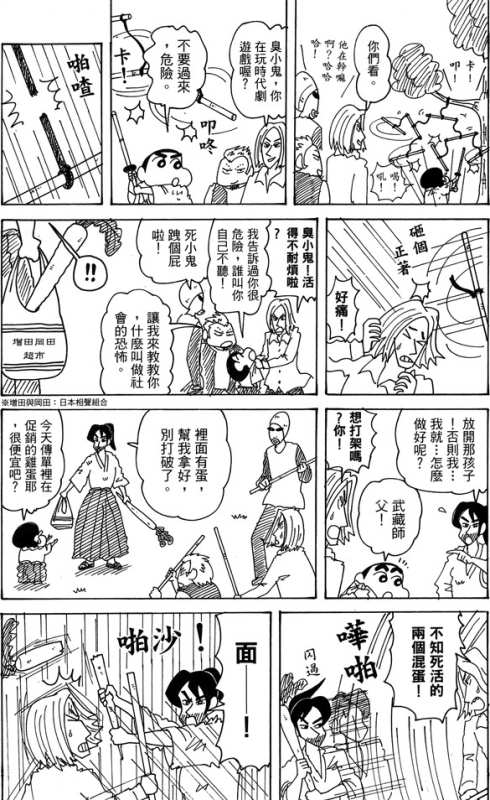 你們看。
他在幹嘛
啊？哈哈
哈！
卡！
叩！
喝！
吼！
臭小鬼，你
在玩時代劇
遊戲喔？
不要過來
，危險。
卡！
叩咚
啪喳
砸個
正著
好痛！
臭小鬼！活
得不耐煩啦
？
我告訴過你很
危險，誰叫你
自己不聽！
死小鬼
跩個屁
啦！
讓我來教教你
，什麼叫做社
會的恐怖。
!!
增田岡田
超市
※增田與岡田：日本相聲組合
放開那孩子
！否則我…
我就…怎麼
做好呢？
想打架嗎
？你！
武藏師
父！
裡面有蛋，
幫我拿好，
別打破了。
今天傳單裡在
促銷的雞蛋耶
，很便宜吧？
不知死活的
兩個混蛋！
嘩啪
閃過
面——！
啪沙！